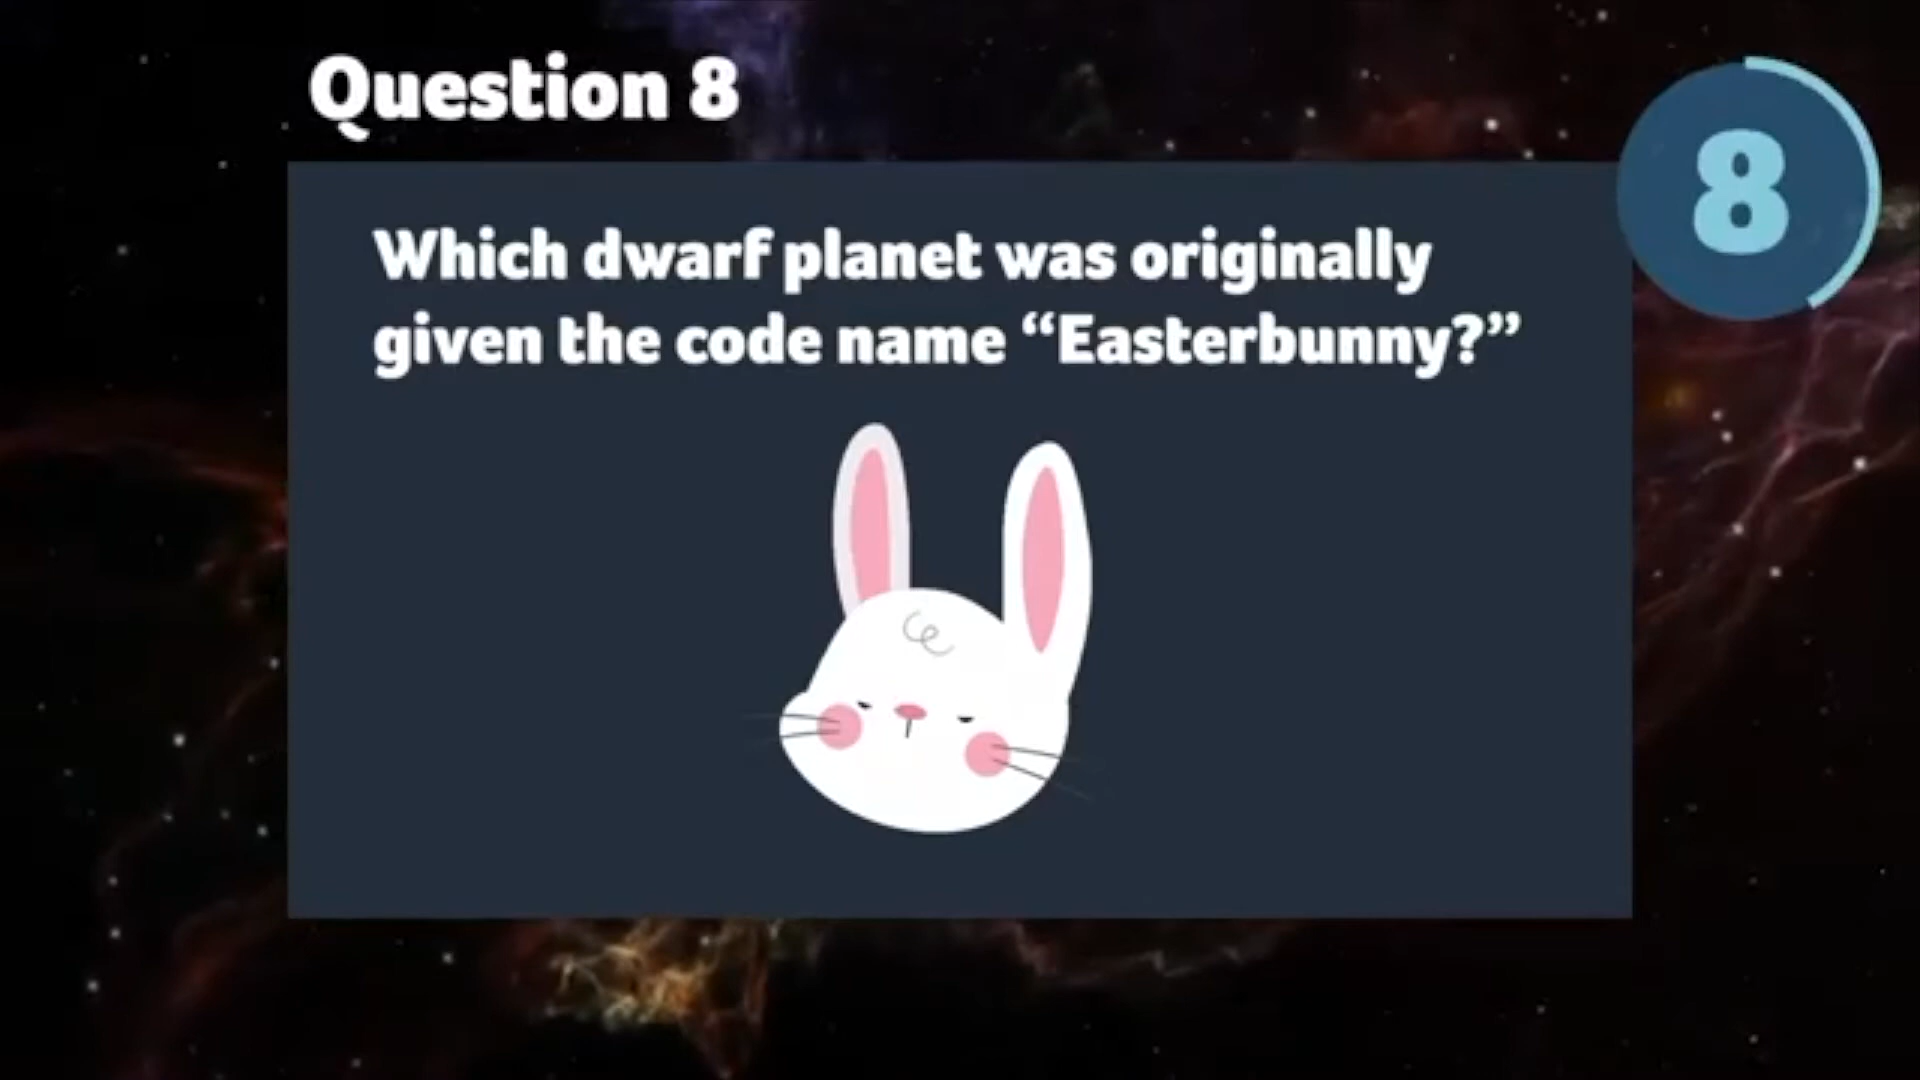 Question 8
8
Which dwarf planet was originally
given the code name “Easterbunny?”